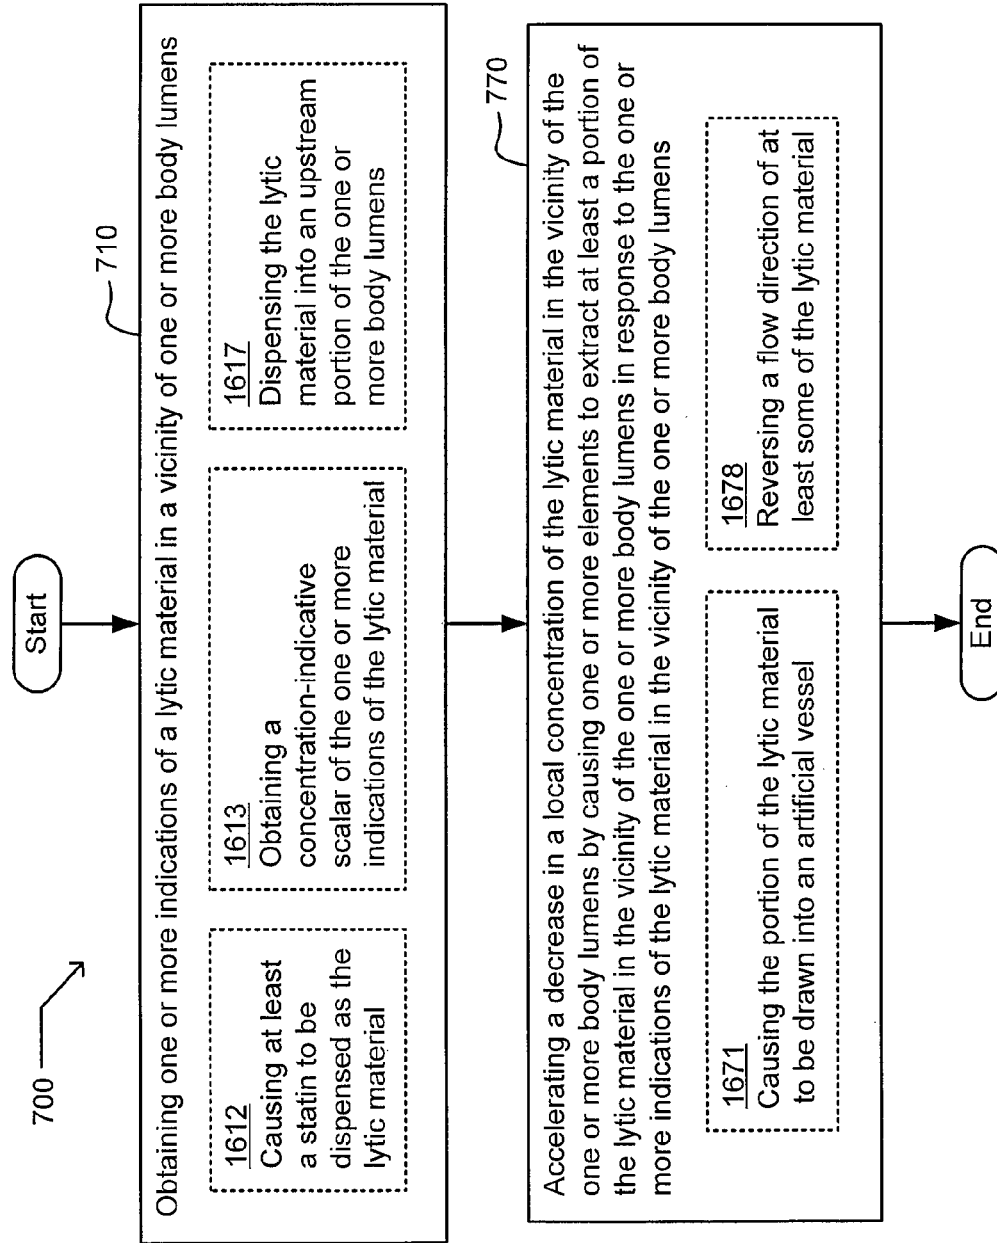 700
Start
710
Obtaining one or more indications of a lytic material in a vicinity of one or more body lumens
1612
Causing at least
a statin to be
dispensed as the
lytic material
1613
Obtaining a
concentration-indicative
scalar of the one or more
indications of the lytic material
1617
Dispensing the lytic
material into an upstream
portion of the one or
more body lumens
770
Accelerating a decrease in a local concentration of the lytic material in the vicinity of the
one or more body lumens by causing one or more elements to extract at least a portion of
the lytic material in the vicinity of the one or more body lumens in response to the one or
more indications of the lytic material in the vicinity of the one or more body lumens
1671
Causing the portion of the lytic material
to be drawn into an artificial vessel
1678
Reversing a flow direction of at
least some of the lytic material
End